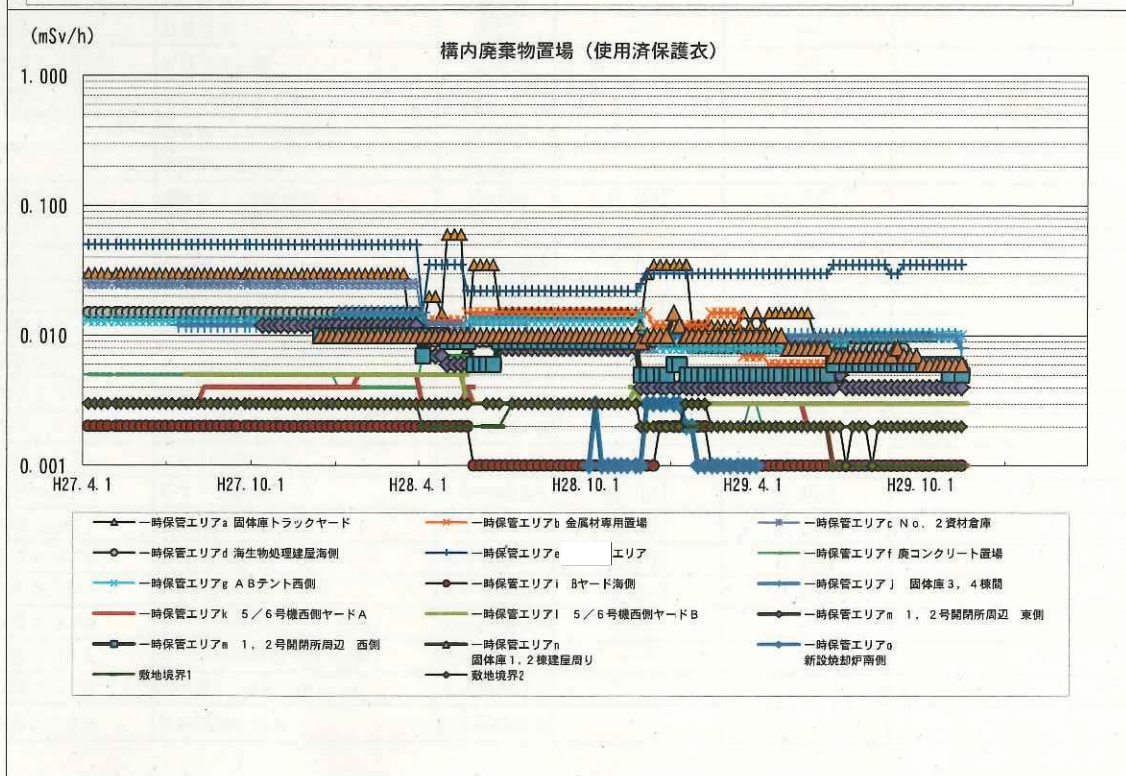 (mSv/h)
構内廃棄物置場（使用済保護衣）
1.000
0.100
0.010
0.001
H27. 4. 1
H27. 10. 1
H28. 4. 1
H28. 10. 1
H29. 4. 1
H29. 10. 1
一時保管エリアa 固体庫トラックヤード
一時保管エリアb 金属材専用置場
一時保管エリアc No. 2資材倉庫
一時保管エリアd 海生物処理建屋海側
一時保管エリアe エリア
一時保管エリアf 廃コンクリート置場
一時保管エリアg ABテント西側
一時保管エリアi Bヤード海側
一時保管エリアj 固体庫3, 4棟間
一時保管エリアk 5／6号機西側ヤードA
一時保管エリアl 5／6号機西側ヤードB
一時保管エリアm 1, 2号開閉所周辺 東側
一時保管エリアm 1, 2号開閉所周辺 西側
一時保管エリアn
固体庫1, 2棟建屋周り
一時保管エリアo
新設焼却炉南側
敷地境界1
敷地境界2